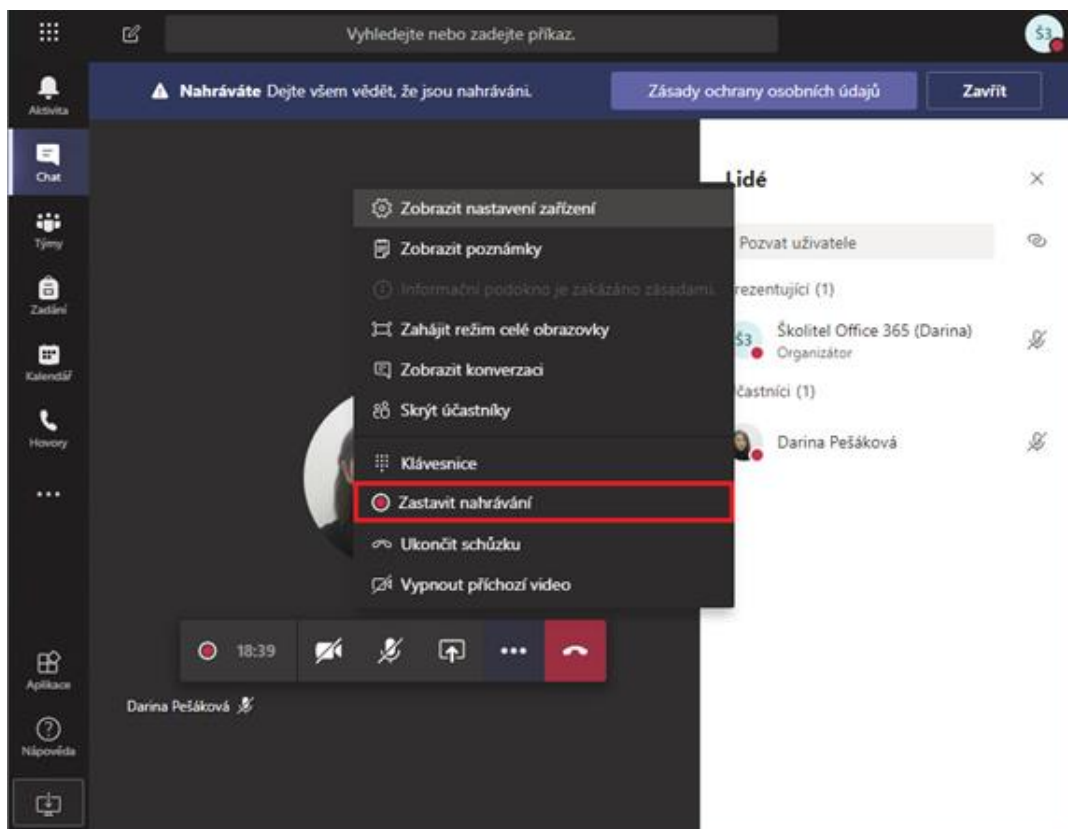 Vyhledejte nebo zadejte příkaz.
Š3
Nahráváte Dejte všem vědět, že jsou nahráváni.
Zásady ochrany osobních údajů
Zavřít
Aktivita
Chat
Týmy
Zadání
Kalendář
Hovory
Aplikace
Nápověda
Zobrazit nastavení zařízení
Zobrazit poznámky
Informační podokno je zakázáno zásadami.
Zahájit režim celé obrazovky
Zobrazit konverzaci
Skrýt účastníky
Klávesnice
Zastavit nahrávání
Ukončit schůzku
Vypnout příchozí video
18:39
Darina Pešáková
Lidé
Pozvat uživatele
rezentující (1)
Š3
Školitel Office 365 (Darina)
Organizátor
častníci (1)
Darina Pešáková